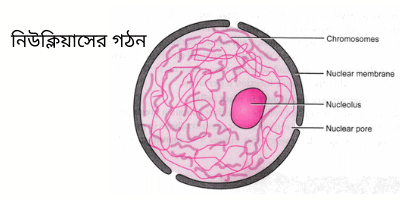 নিউক্লিয়াসের গঠন
Chromosomes
Nuclear membrane
Nucleolus
Nuclear pore